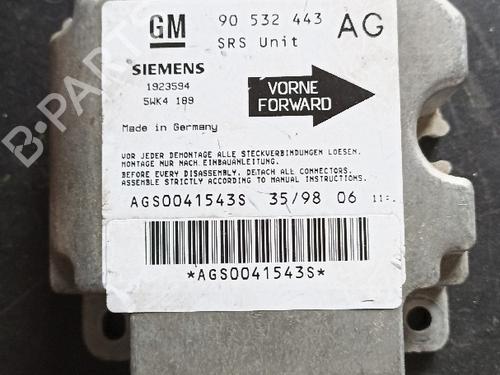 GM 90 532 443 AG
SRS Unit
SIEMENS
1923594
5WK4 189
VORNE
FORWARD
Made in Germany
VOR JEDER DEMONTAGE ALLE STECKVERBINDUNGEN LOESEN.
MONTAGE NUR NACH EINBAUANLEITUNG.
BEFORE EVERY DISASSEMBLY, DETACH ALL CONNECTORS.
ASSEMBLE STRICTLY ACCORDING TO MANUAL INSTRUCTIONS.
AGS0041543S 35/98 06
*AGS0041543S*
B-PARTS